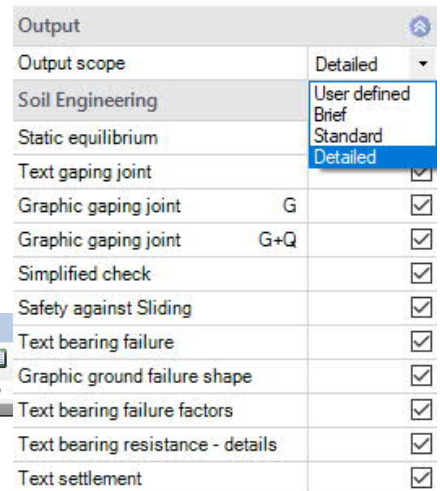 Output
Output scope Detailed
User defined
Brief
Standard
Detailed
Soil Engineering
Static equilibrium
Text gaping joint
Graphic gaping joint G
Graphic gaping joint G+Q
Simplified check
Safety against Sliding
Text bearing failure
Graphic ground failure shape
Text bearing failure factors
Text bearing resistance - details
Text settlement